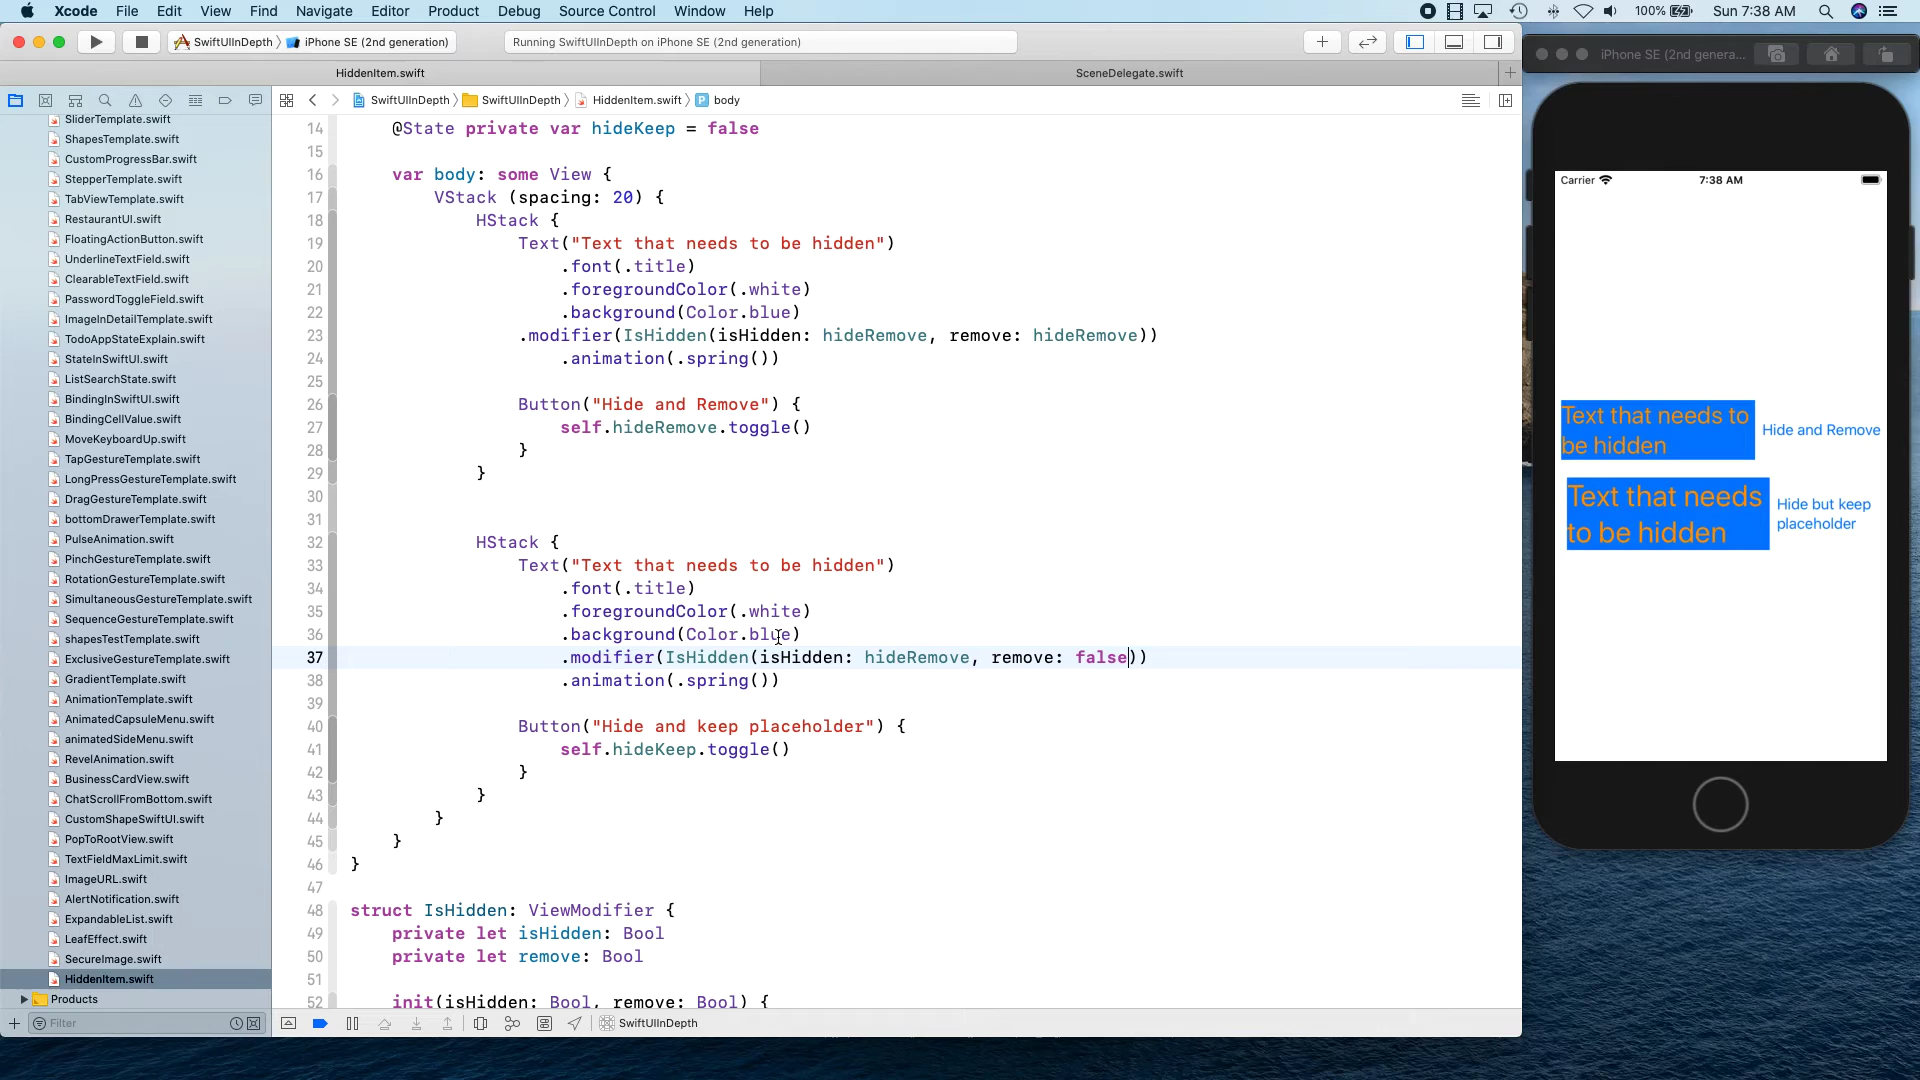 Xcode File Edit View Find Navigate Editor Product Debug Source Control Window Help
100% Sun 7:38 AM
SwiftUIInDepth iPhone SE (2nd generation)
Running SwiftUIInDepth on iPhone SE (2nd generation)
HiddenItem.swift
SceneDelegate.swift
SwiftUIInDepth SwiftUIInDepth HiddenItem.swift P body
SliderTemplate.swift
ShapesTemplate.swift
CustomProgressBar.swift
StepperTemplate.swift
TabViewTemplate.swift
RestaurantUI.swift
FloatingActionButton.swift
UnderlineTextField.swift
ClearableTextField.swift
PasswordToggleField.swift
ImageInDetailTemplate.swift
TodoAppStateExplain.swift
StateInSwiftUI.swift
ListSearchState.swift
BindingInSwiftUI.swift
BindingCellValue.swift
MoveKeyboardUp.swift
TapGestureTemplate.swift
LongPressGestureTemplate.swift
DragGestureTemplate.swift
bottomDrawerTemplate.swift
PulseAnimation.swift
PinchGestureTemplate.swift
RotationGestureTemplate.swift
SimultaneousGestureTemplate.swift
SequenceGestureTemplate.swift
shapesTestTemplate.swift
ExclusiveGestureTemplate.swift
GradientTemplate.swift
AnimationTemplate.swift
AnimatedCapsuleMenu.swift
animatedSideMenu.swift
RevelAnimation.swift
BusinessCardView.swift
ChatScrollFromBottom.swift
CustomShapeSwiftUI.swift
PopToRootView.swift
TextFieldMaxLimit.swift
ImageURL.swift
AlertNotification.swift
ExpandableList.swift
LeafEffect.swift
SecureImage.swift
HiddenItem.swift
Products
Filter
14 @State private var hideKeep = false
15
16 var body: some View {
17 VStack (spacing: 20) {
18 HStack {
19 Text("Text that needs to be hidden")
20 .font(.title)
21 .foregroundColor(.white)
22 .background(Color.blue)
23 .modifier(IsHidden(isHidden: hideRemove, remove: hideRemove))
24 .animation(.spring())
25
26 Button("Hide and Remove") {
27 self.hideRemove.toggle()
28 }
29 }
30
31
32 HStack {
33 Text("Text that needs to be hidden")
34 .font(.title)
35 .foregroundColor(.white)
36 .background(Color.blue)
37 .modifier(IsHidden(isHidden: hideRemove, remove: false))
38 .animation(.spring())
39
40 Button("Hide and keep placeholder") {
41 self.hideKeep.toggle()
42 }
43 }
44 }
45 }
46 }
47
48 struct IsHidden: ViewModifier {
49 private let isHidden: Bool
50 private let remove: Bool
51
52 init(isHidden: Bool, remove: Bool) {
SwiftUIInDepth
iPhone SE (2nd genera...
Carrier 7:38 AM
Text that needs to
be hidden
Hide and Remove
Text that needs
to be hidden
Hide but keep
placeholder